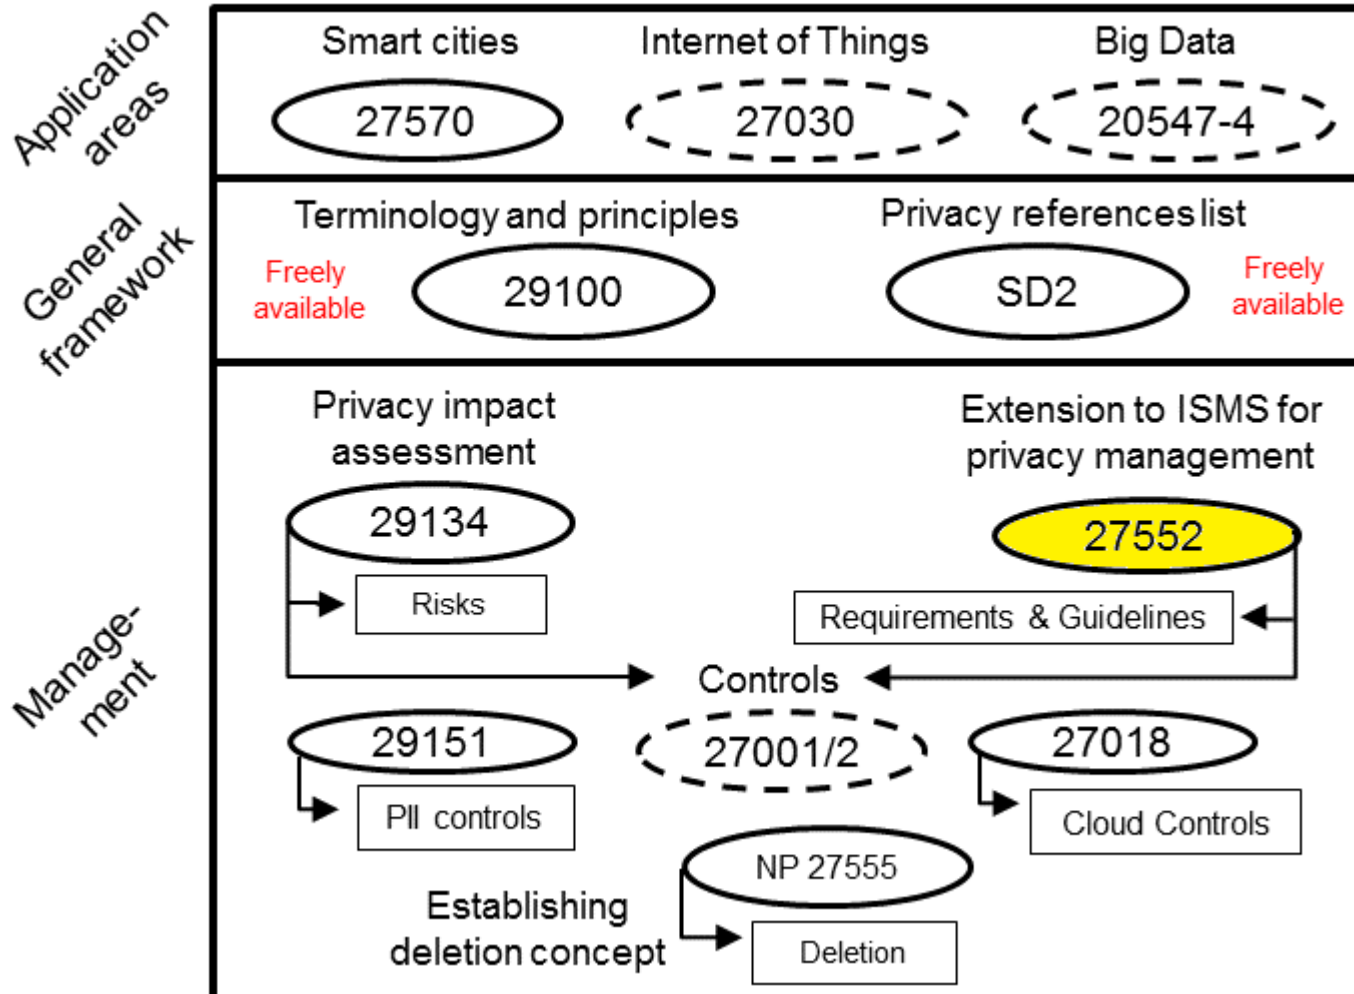 Application
areas
Smart cities
Internet of Things
Big Data
27570
27030
20547-4
General
framework
Terminology and principles
Privacy references list
Freely
available
29100
SD2
Freely
available
Manage-
ment
Privacy impact
assessment
Extension to ISMS for
privacy management
29134
27552
Risks
Requirements & Guidelines
Controls
29151
27001/2
27018
PII controls
Cloud Controls
NP 27555
Establishing
deletion concept
Deletion